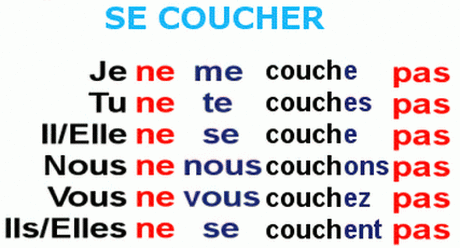 SE COUCHER
Je ne me couche pas
Tu ne te couches pas
Il/Elle ne se couche pas
Nous ne nous couchons pas
Vous ne vous couchez pas
Ils/Elles ne se couchent pas